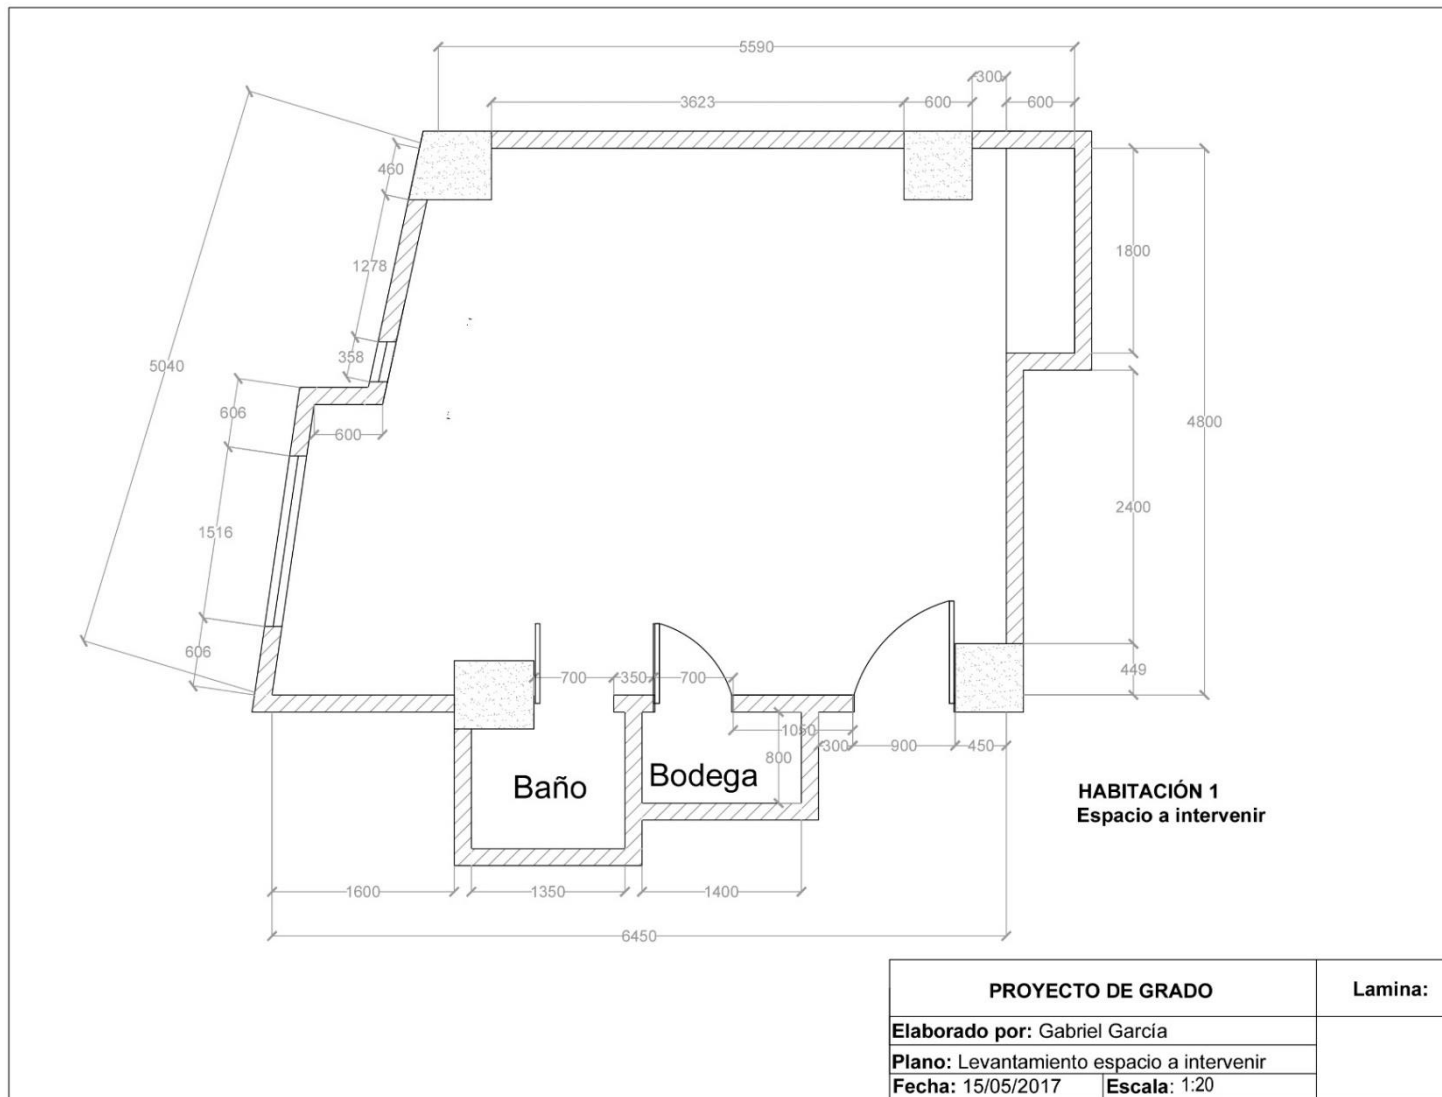 5590
300
3623
600
600
460
1800
1278
358
5040
606
4800
600
2400
1516
606
449
700
350
700
1050
300
900
450
800
Baño
Bodega
HABITACIÓN 1
Espacio a intervenir
1600
1350
1400
6450
PROYECTO DE GRADO
Lamina:
Elaborado por: Gabriel García
Plano: Levantamiento espacio a intervenir
Fecha: 15/05/2017
Escala: 1:20